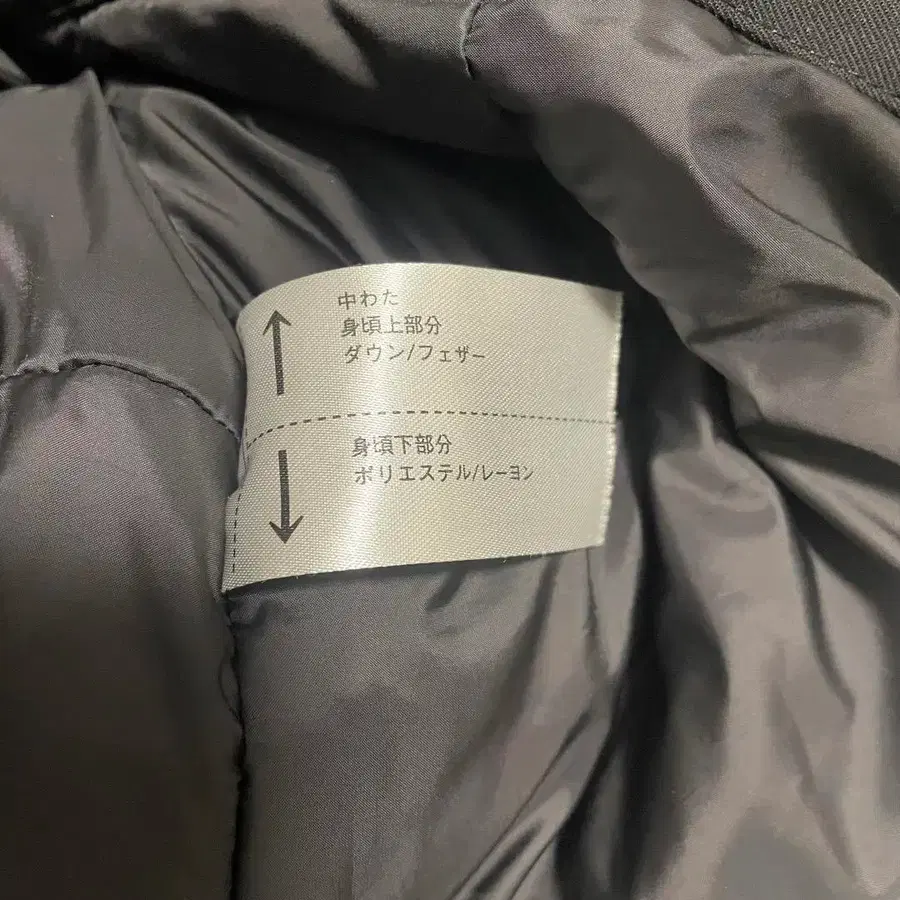 中わた
身頃上部分
ダウン/フェザー
身頃下部分
ポリエステル/レーヨン